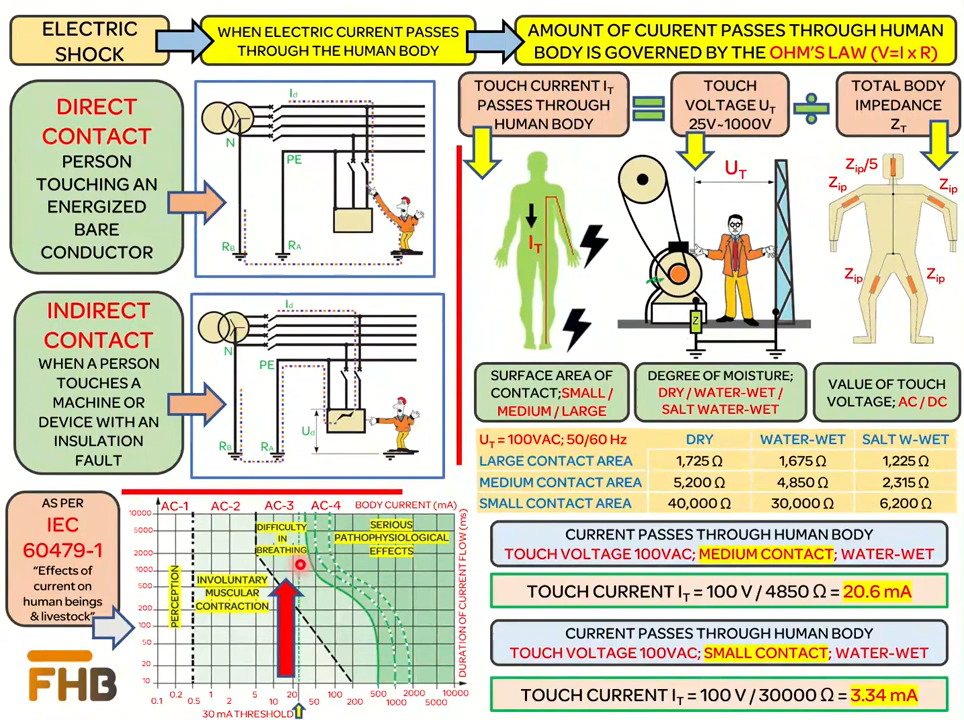 ELECTRIC
SHOCK
WHEN ELECTRIC CURRENT PASSES
THROUGH THE HUMAN BODY
AMOUNT OF CUURENT PASSES THROUGH HUMAN
BODY IS GOVERNED BY THE OHM'S LAW (V=I x R)
DIRECT
CONTACT
PERSON
TOUCHING AN
ENERGIZED
BARE
CONDUCTOR
Id
N
PE
RB
RA
INDIRECT
CONTACT
WHEN A PERSON
TOUCHES A
MACHINE OR
DEVICE WITH AN
INSULATION
FAULT
Id
N
PE
RB
RA
Ud
TOUCH CURRENT IT
PASSES THROUGH
HUMAN BODY
TOUCH
VOLTAGE UT
25V~1000V
TOTAL BODY
IMPEDANCE
ZT
IT
UT
Z
Zip/5
Zip
Zip
Zip
Zip
SURFACE AREA OF
CONTACT;SMALL /
MEDIUM / LARGE
DEGREE OF MOISTURE;
DRY / WATER-WET /
SALT WATER-WET
VALUE OF TOUCH
VOLTAGE; AC / DC
UT = 100VAC; 50/60 Hz DRY WATER-WET SALT W-WET
LARGE CONTACT AREA 1,725 Ω 1,675 Ω 1,225 Ω
MEDIUM CONTACT AREA 5,200 Ω 4,850 Ω 2,315 Ω
SMALL CONTACT AREA 40,000 Ω 30,000 Ω 6,200 Ω
AS PER
IEC
60479-1
"Effects of
current on
human beings
& livestock"
FHB
AC-1 AC-2 AC-3 AC-4 BODY CURRENT (mA)
10000
5000
2000
1000
500
200
100
50
20
10
PERCEPTION
INVOLUNTARY
MUSCULAR
CONTRACTION
DIFFICULTY
IN
BREATHING
SERIOUS
PATHOPHYSIOLOGICAL
EFFECTS
DURATION OF CURRENT FLOW (ms)
0.1 0.2 0.5 1 2 5 10 20 50 100 200 500 1000 2000 5000 10000
30 mA THRESHOLD
CURRENT PASSES THROUGH HUMAN BODY
TOUCH VOLTAGE 100VAC; MEDIUM CONTACT; WATER-WET
TOUCH CURRENT IT = 100 V / 4850 Ω = 20.6 mA
CURRENT PASSES THROUGH HUMAN BODY
TOUCH VOLTAGE 100VAC; SMALL CONTACT; WATER-WET
TOUCH CURRENT IT = 100 V / 30000 Ω = 3.34 mA